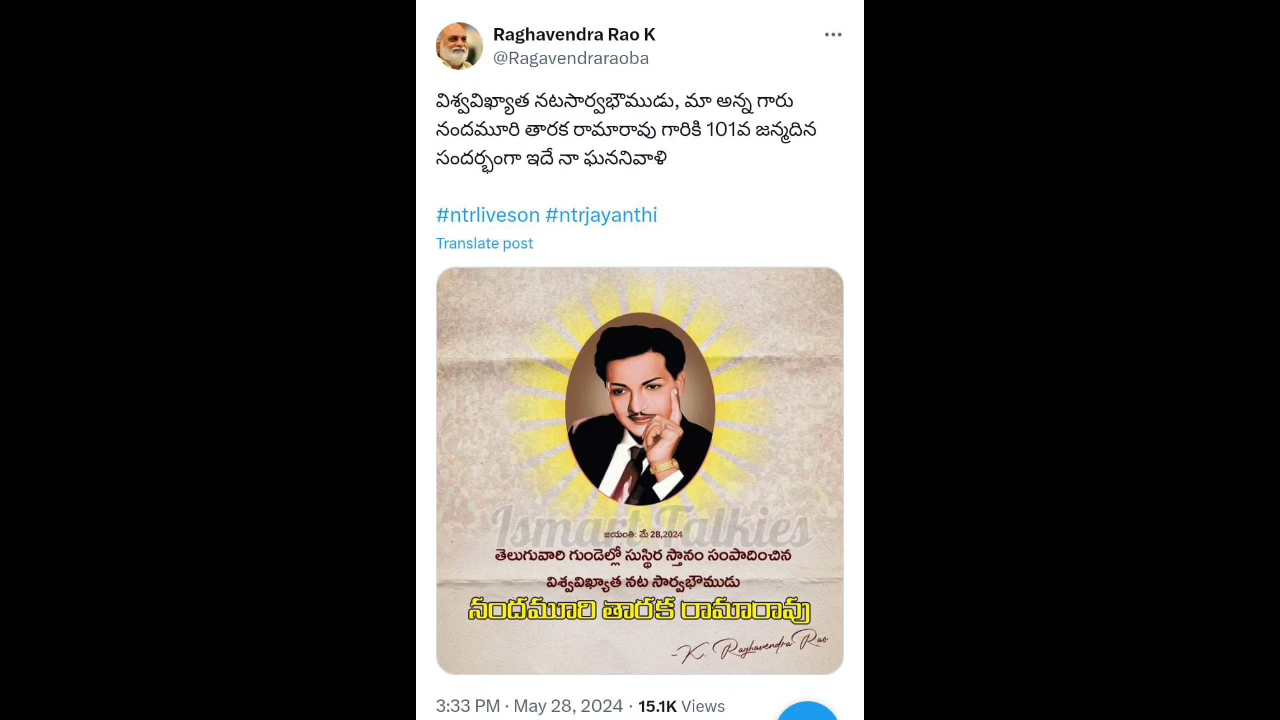 Raghavendra Rao K
@Ragavendraraoba
విశ్వవిఖ్యాత నటసార్వభౌముడు, మా అన్న గారు
నందమూరి తారక రామారావు గారికి 101వ జన్మదిన
సందర్భంగా ఇదే నా ఘననివాళి
#ntrliveson #ntrjayanthi
Translate post
Ismart Talkies
జయంతి: మే 28,2024
తెలుగువారి గుండెల్లో సుస్థిర స్తానం సంపాదించిన
విశ్వవిఖ్యాత నట సార్వభౌముడు
నందమూరి తారక రామారావు
-K. Raghavendra Rao
3:33 PM · May 28, 2024 · 15.1K Views